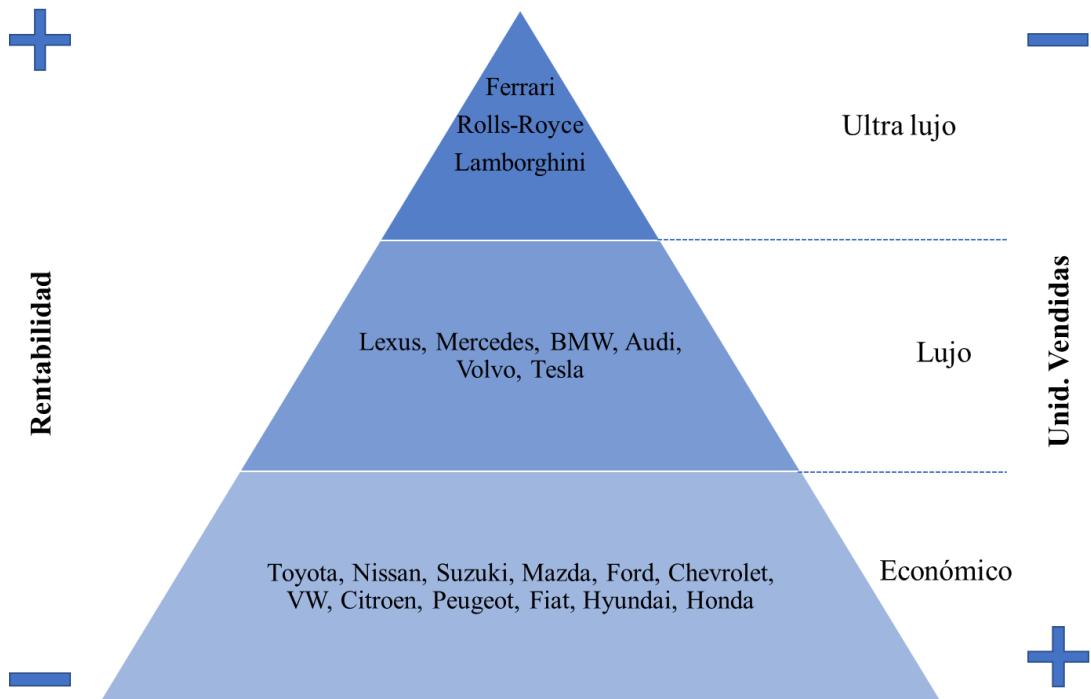 Ferrari
Rolls-Royce
Lamborghini
Ultra lujo
Lexus, Mercedes, BMW, Audi,
Volvo, Tesla
Lujo
Rentabilidad
Unid. Vendidas
Toyota, Nissan, Suzuki, Mazda, Ford, Chevrolet,
VW, Citroen, Peugeot, Fiat, Hyundai, Honda
Económico